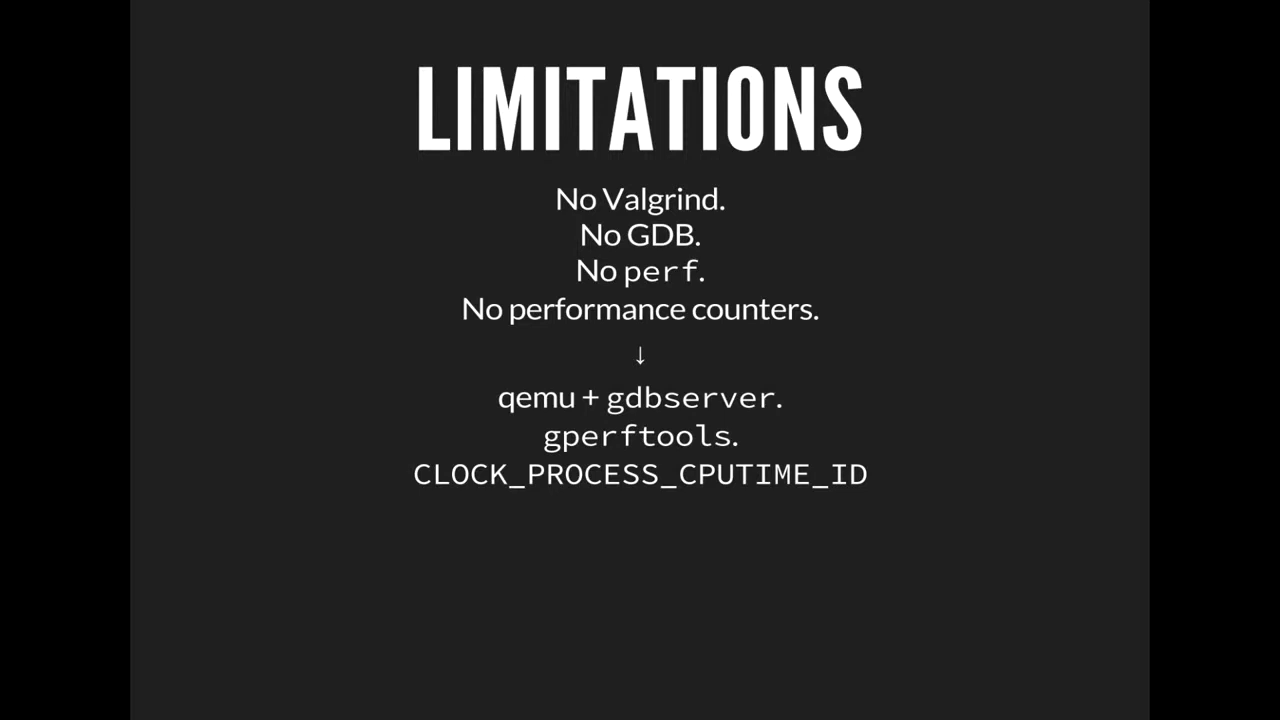 LIMITATIONS
No Valgrind.
No GDB.
No perf.
No performance counters.
↓
qemu + gdbserver.
gperftools.
CLOCK_PROCESS_CPUTIME_ID